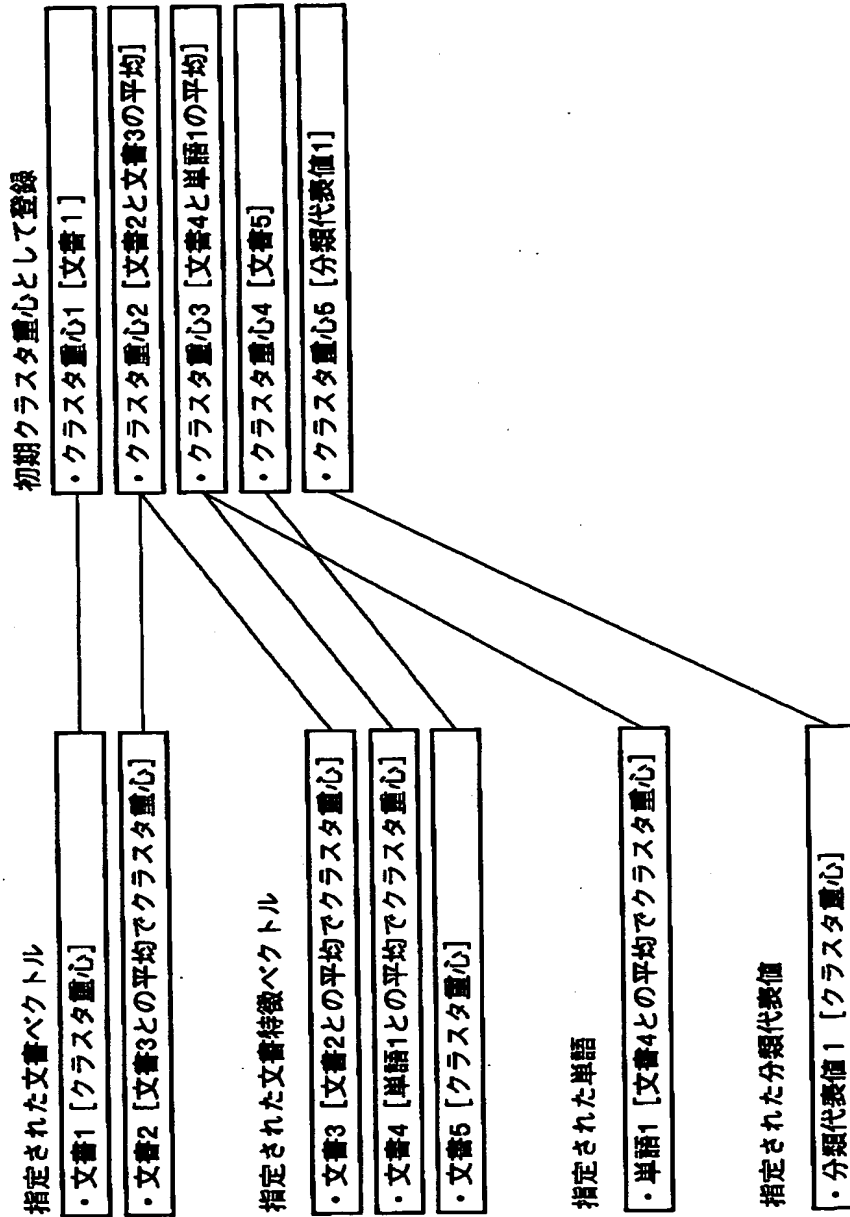 指定された文書ベクトル
・文書1 [クラスタ重心]
・文書2 [文書3との平均でクラスタ重心]
指定された文書特徴ベクトル
・文書3 [文書2との平均でクラスタ重心]
・文書4 [単語1との平均でクラスタ重心]
・文書5 [クラスタ重心]
指定された単語
・単語1 [文書4との平均でクラスタ重心]
指定された分類代表値
・分類代表値1 [クラスタ重心]
初期クラスタ重心として登録
・クラスタ重心1 [文書1]
・クラスタ重心2 [文書2と文書3の平均]
・クラスタ重心3 [文書4と単語1の平均]
・クラスタ重心4 [文書5]
・クラスタ重心5 [分類代表値1]